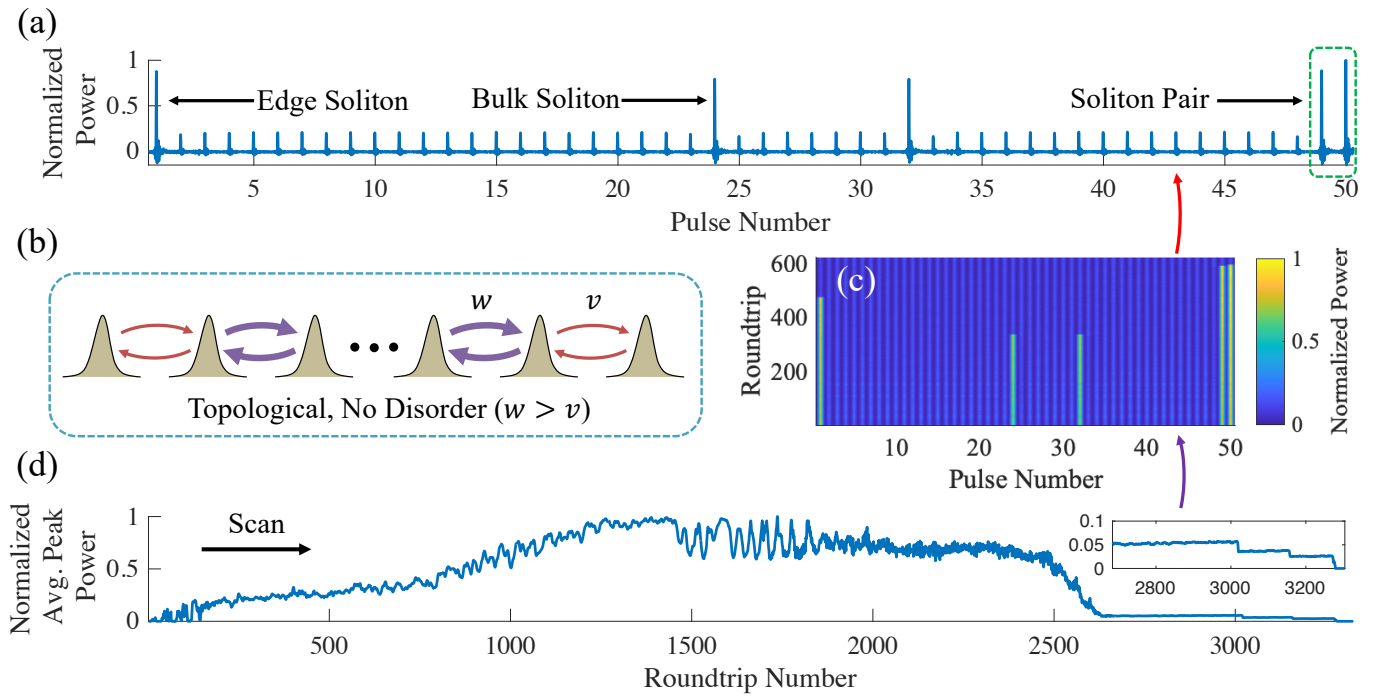 (a)
Normalized
Power
1
0.5
0
Edge Soliton
Bulk Soliton
Soliton Pair
5 10 15 20 25 30 35 40 45 50
Pulse Number
(b)
w v
Topological, No Disorder (w > v)
(c)
Roundtrip
600
400
200
10 20 30 40 50
Pulse Number
1
0.5
0
Normalized Power
(d)
Normalized
Avg. Peak
Power
1
0.5
0
Scan
0.1
0.05
0
2800 3000 3200
500 1000 1500 2000 2500 3000
Roundtrip Number